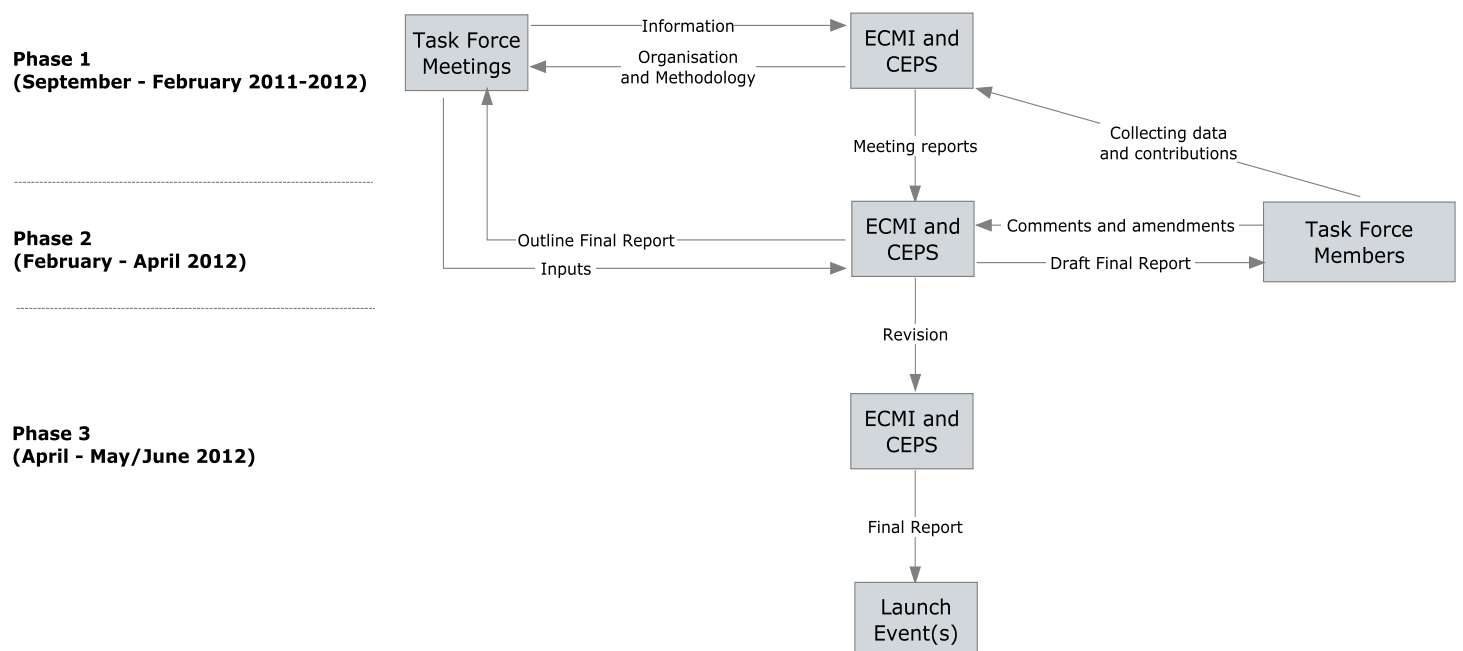 Phase 1
(September - February 2011-2012)
Task Force
Meetings
Information
Organisation
and Methodology
ECMI and
CEPS
Collecting data
and contributions
Meeting reports
Phase 2
(February - April 2012)
Outline Final Report
Inputs
ECMI and
CEPS
Comments and amendments
Draft Final Report
Task Force
Members
Revision
Phase 3
(April - May/June 2012)
ECMI and
CEPS
Final Report
Launch
Event(s)